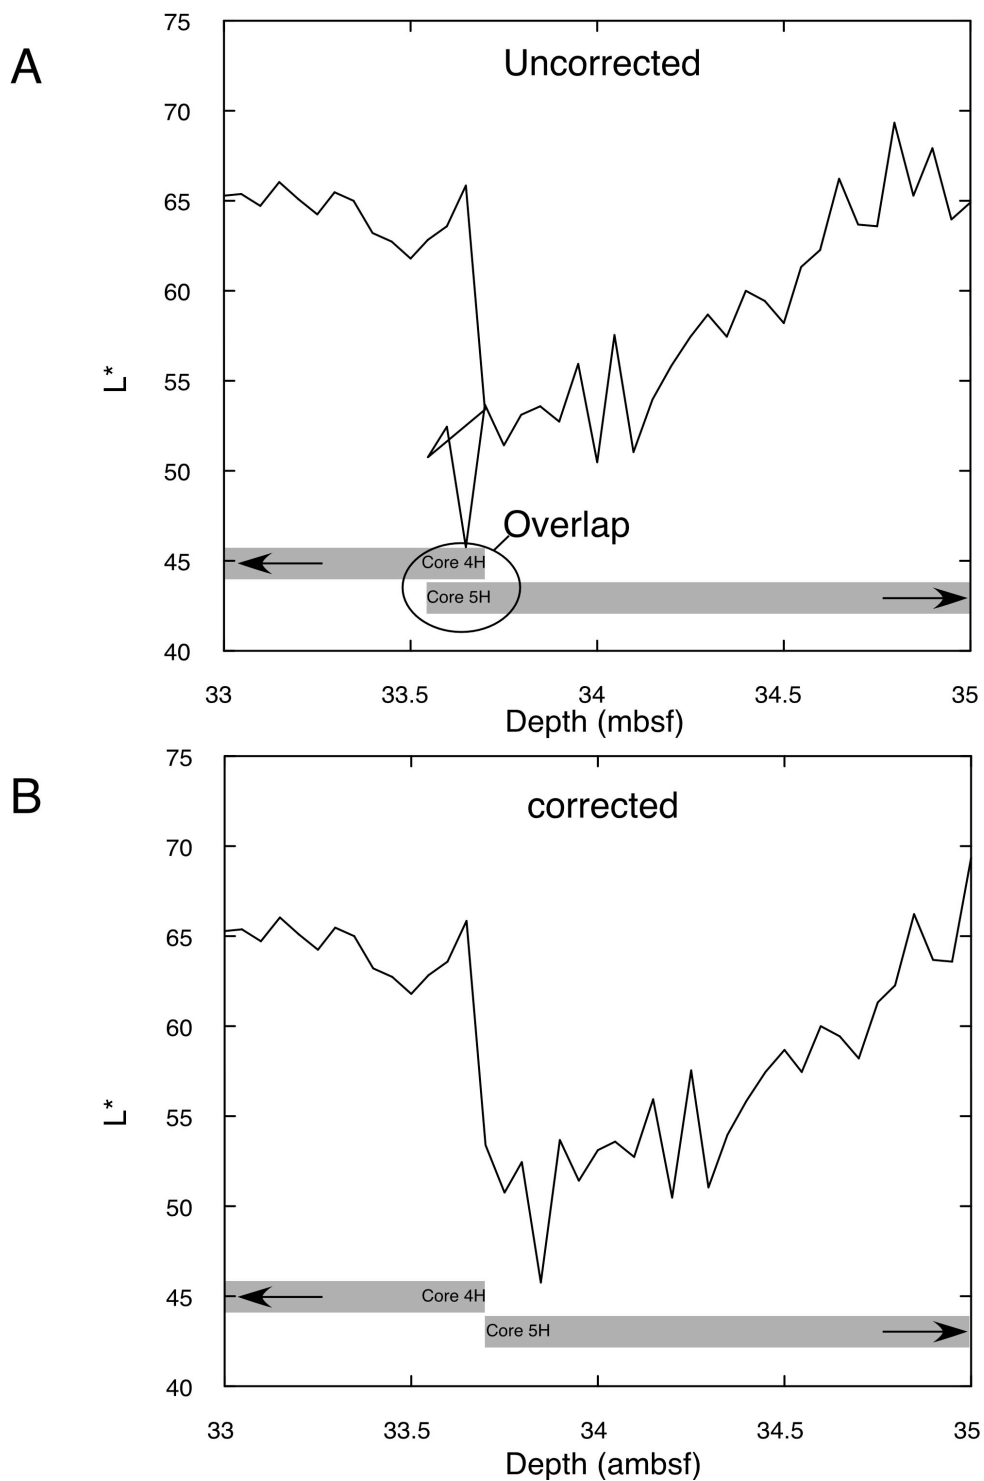 A
Uncorrected
75
70
65
60
55
50
45
40
L*
Overlap
Core 4H
Core 5H
33
33.5
34
34.5
35
Depth (mbsf)
B
corrected
75
70
65
60
55
50
45
40
L*
Core 4H
Core 5H
33
33.5
34
34.5
35
Depth (ambsf)